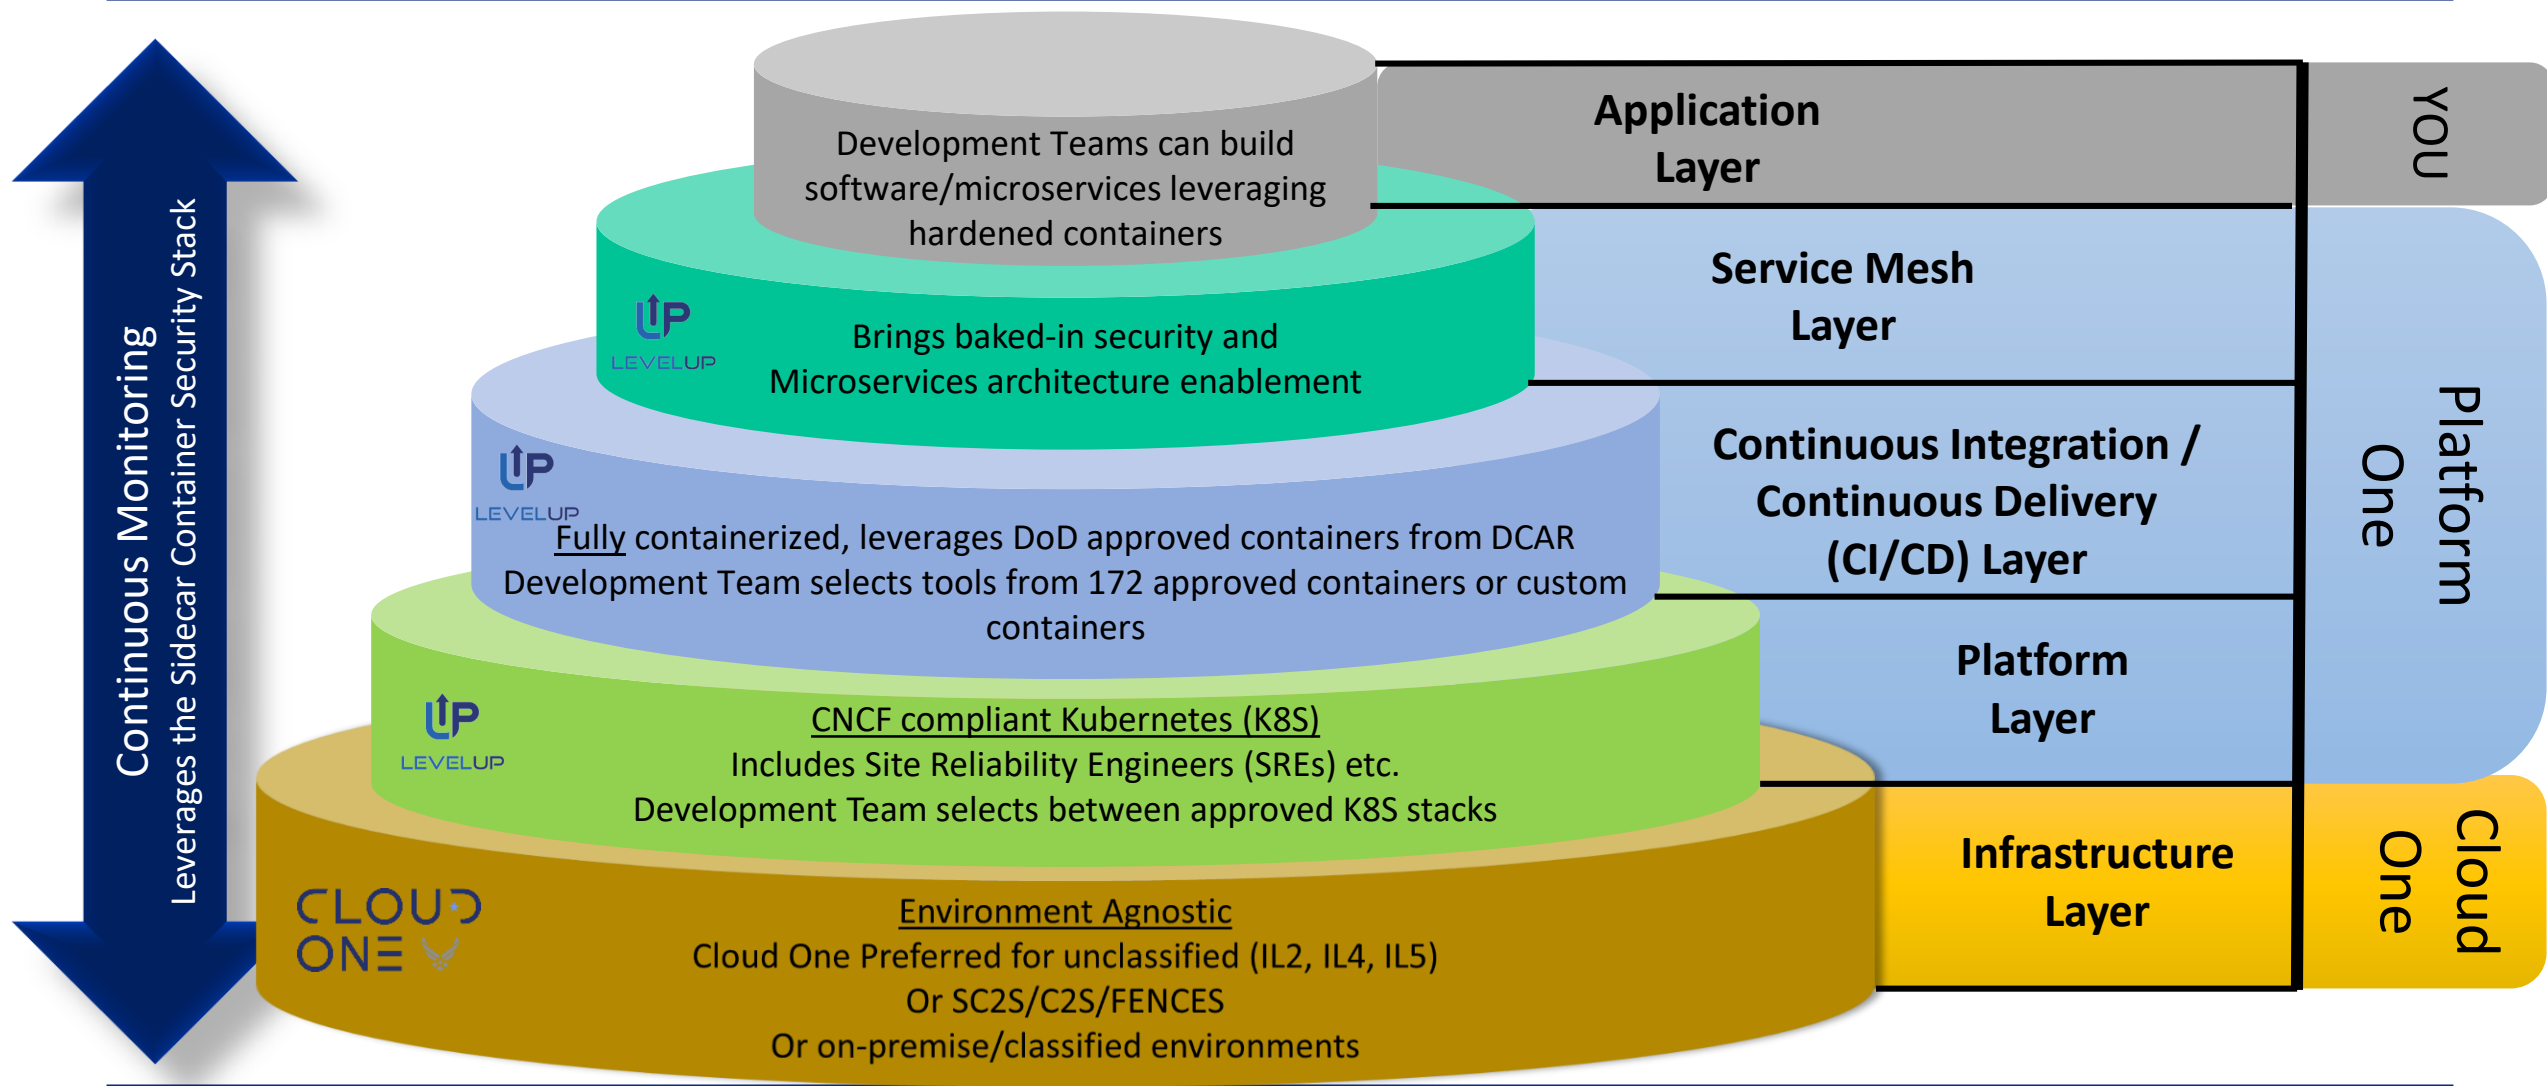 Continuous Monitoring
Leverages the Sidecar Container Security Stack
Development Teams can build
software/microservices leveraging
hardened containers
Application
Layer
YOU
UP
LEVELUP
Brings baked-in security and
Microservices architecture enablement
Service Mesh
Layer
UP
LEVELUP
Fully containerized, leverages DoD approved containers from DCAR
Development Team selects tools from 172 approved containers or custom
containers
Continuous Integration /
Continuous Delivery
(CI/CD) Layer
Platform
One
UP
LEVELUP
CNCF compliant Kubernetes (K8S)
Includes Site Reliability Engineers (SREs) etc.
Development Team selects between approved K8S stacks
Platform
Layer
CLOUD
ONE
Environment Agnostic
Cloud One Preferred for unclassified (IL2, IL4, IL5)
Or SC2S/C2S/FENCES
Or on-premise/classified environments
Infrastructure
Layer
Cloud
One